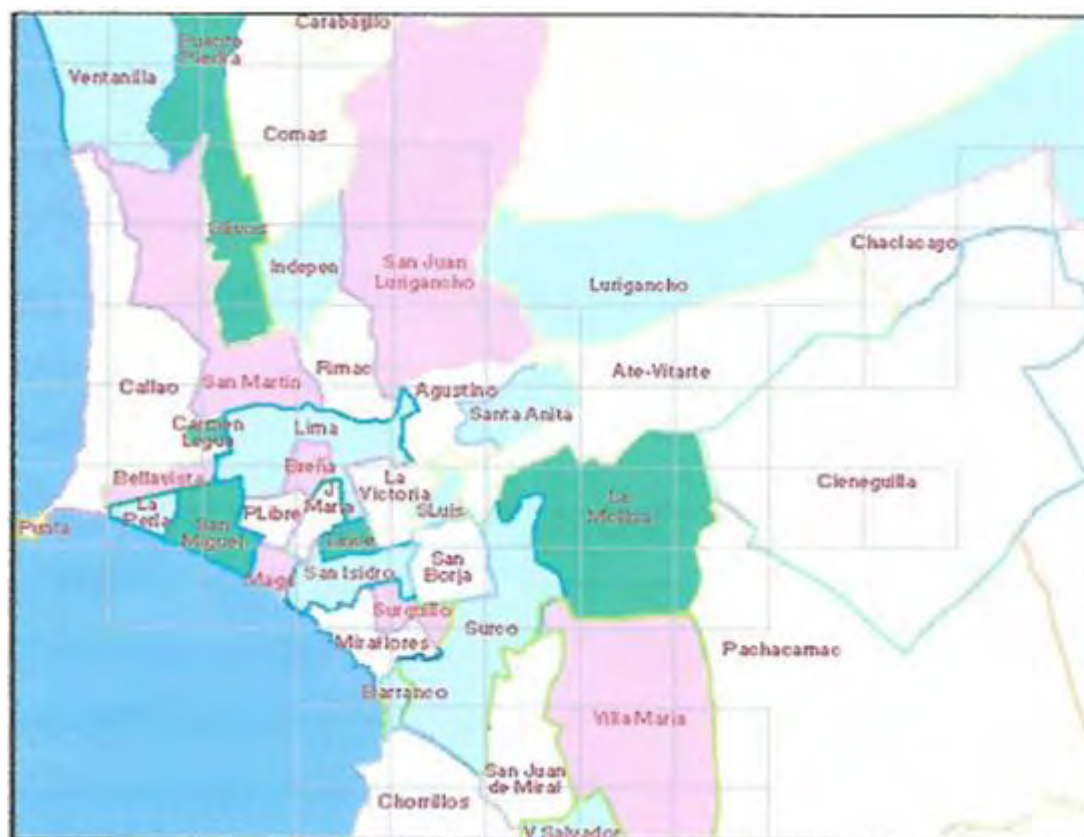 Carabayllo
Puente
Piedra
Ventanilla
Comas
Olivos
Indepen
San Juan
Lurigancho
Lurigancho
Chaclacayo
Rimac
Callao
San Martin
Agustino
Ate-Vitarte
Santa Anita
Carmen
Legua
Lima
Breña
Bellavista
La
Victoria
Cieneguilla
La
Perla
San
Miguel
PLibre
J
Maria
SLuis
La
Molina
Punta
Lince
Magd
San Isidro
San
Borja
Surquillo
Surco
Miraflores
Pachacamac
Barranco
Villa Maria
San Juan
de Miraf
Chorrillos
V Salvador